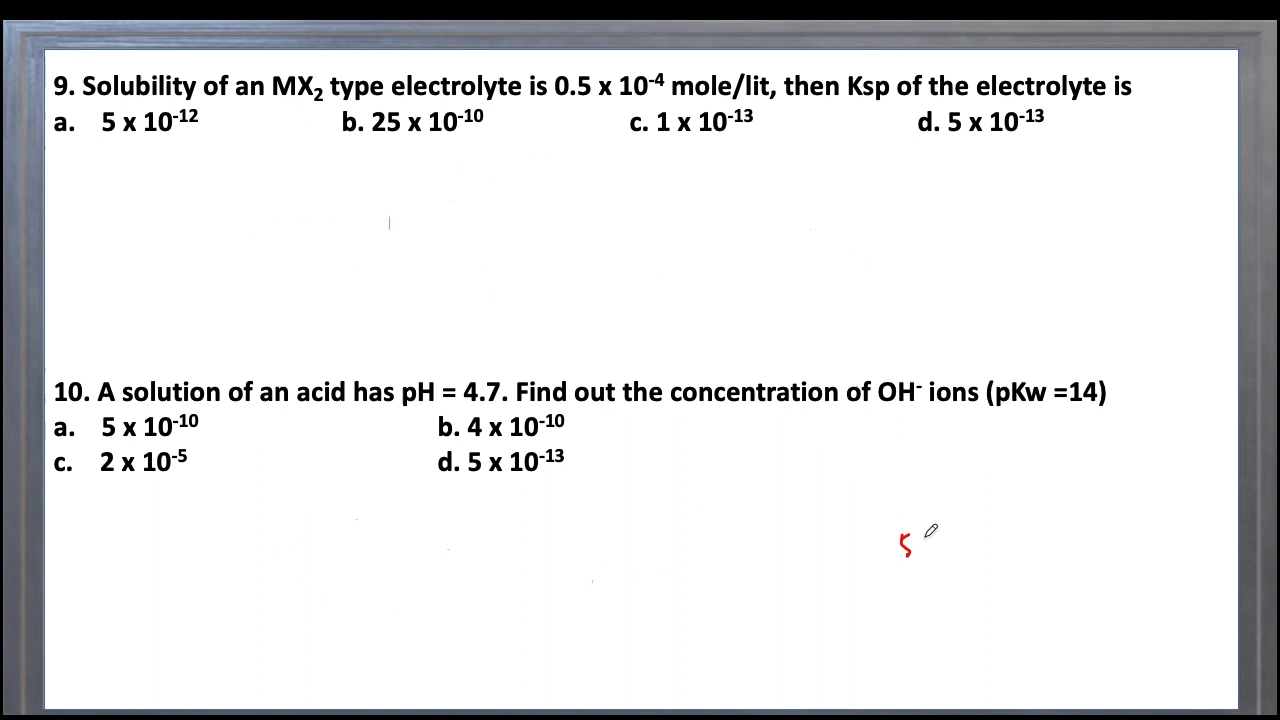 9. Solubility of an MX₂ type electrolyte is 0.5 x 10⁻⁴ mole/lit, then Ksp of the electrolyte is
a. 5 x 10⁻¹² b. 25 x 10⁻¹⁰ c. 1 x 10⁻¹³ d. 5 x 10⁻¹³
10. A solution of an acid has pH = 4.7. Find out the concentration of OH⁻ ions (pKw =14)
a. 5 x 10⁻¹⁰ b. 4 x 10⁻¹⁰
c. 2 x 10⁻⁵ d. 5 x 10⁻¹³
5